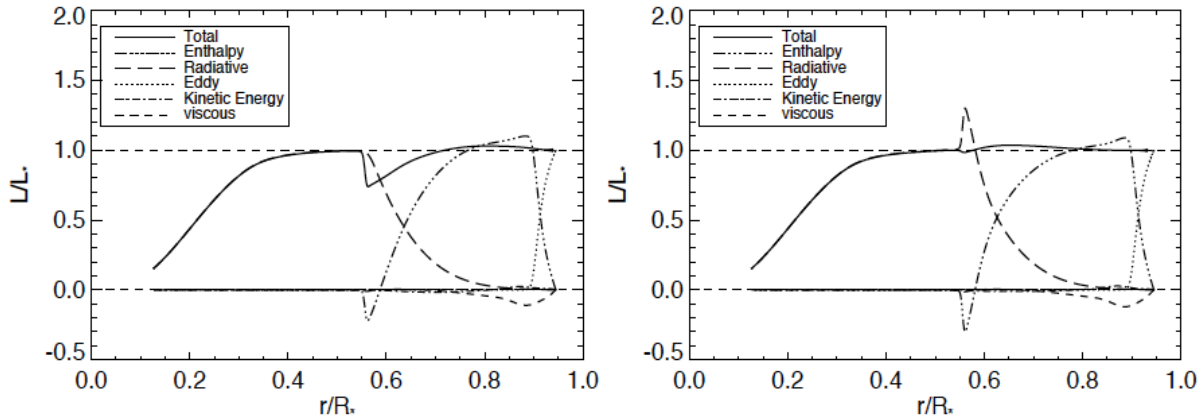 2.0
1.5
1.0
0.5
0.0
-0.5
L/L*
Total
Enthalpy
Radiative
Eddy
Kinetic Energy
viscous
0.0 0.2 0.4 0.6 0.8 1.0
r/R*
2.0
1.5
1.0
0.5
0.0
-0.5
L/L*
Total
Enthalpy
Radiative
Eddy
Kinetic Energy
viscous
0.0 0.2 0.4 0.6 0.8 1.0
r/R*